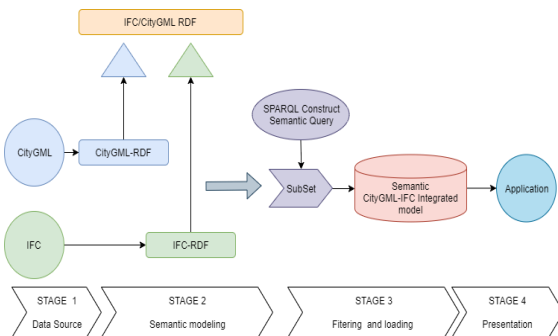 IFC/CityGML RDF
SPARQL Construct
Semantic Query
CityGML
CityGML-RDF
SubSet
Semantic
CityGML-IFC Integrated
model
Application
IFC
IFC-RDF
STAGE 1
Data Source
STAGE 2
Semantic modeling
STAGE 3
Fitering and loading
STAGE 4
Presentation